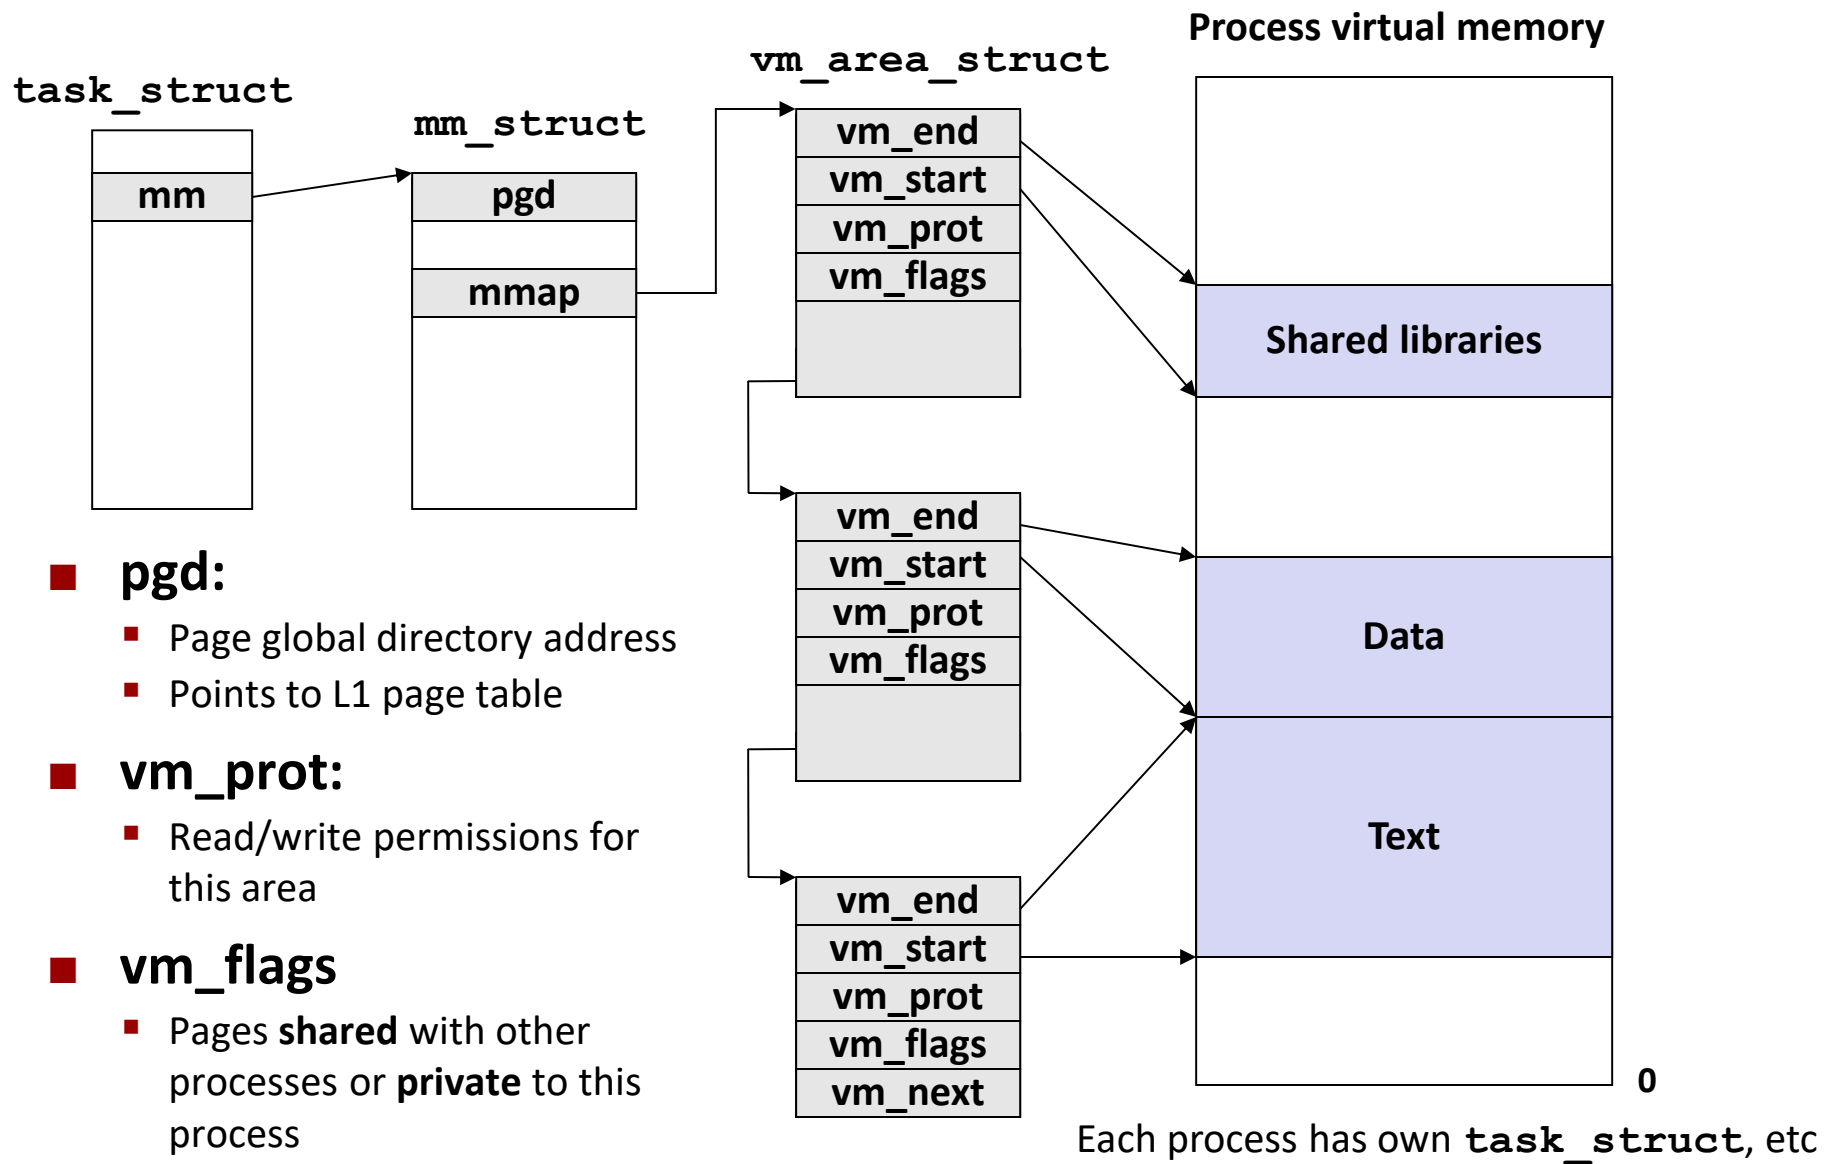 Process virtual memory
vm_area_struct
task_struct
mm_struct
mm
pgd
mmap
vm_end
vm_start
vm_prot
vm_flags
Shared libraries
vm_end
vm_start
vm_prot
vm_flags
Data
Text
vm_end
vm_start
vm_prot
vm_flags
vm_next
0
pgd:
Page global directory address
Points to L1 page table
vm_prot:
Read/write permissions for
this area
vm_flags
Pages shared with other
processes or private to this
process
Each process has own task_struct, etc